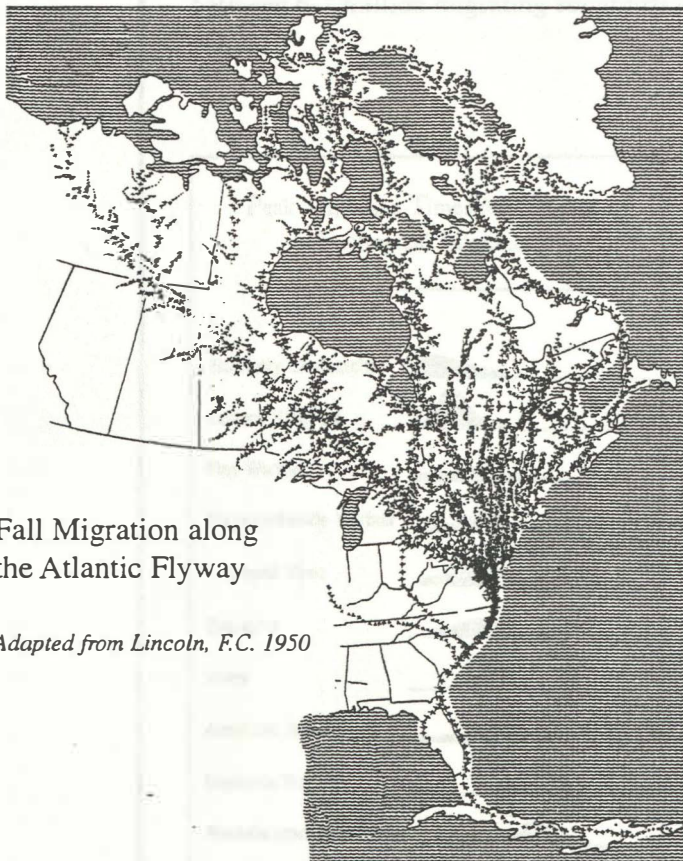 Fall Migration along
the Atlantic Flyway
Adapted from Lincoln, F.C. 1950